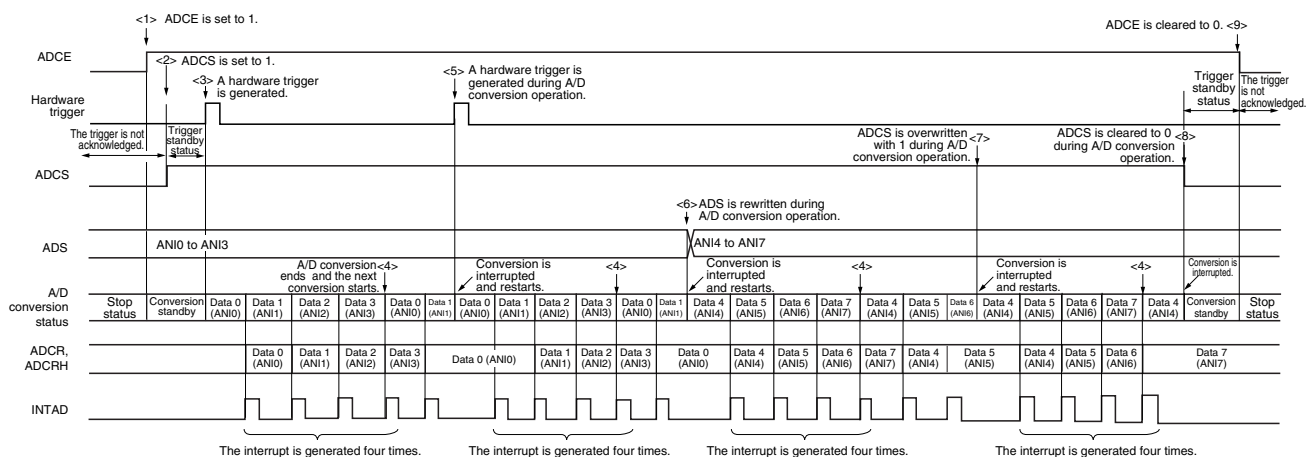 <1> ADCE is set to 1.
ADCE is cleared to 0. <9>
ADCE
<2> ADCS is set to 1.
<3> A hardware trigger
is generated.
<5> A hardware trigger is
generated during A/D
conversion operation.
Trigger
standby
status
The trigger
is not
acknowledged.
Hardware
trigger
The trigger is not
acknowledged.
Trigger
standby
status
ADCS is overwritten
with 1 during A/D
conversion operation.
<7>
ADCS is cleared to 0
during A/D conversion
operation.
<8>
ADCS
<6> ADS is rewritten during
A/D conversion operation.
ADS
ANI0 to ANI3
ANI4 to ANI7
A/D conversion
ends and the next
conversion starts.
<4>
Conversion is
interrupted
and restarts.
<4>
Conversion is
interrupted
and restarts.
<4>
Conversion is
interrupted
and restarts.
<4>
Conversion is
interrupted.
A/D
conversion
status
Stop
status
Conversion
standby
Data 0
(ANI0)
Data 1
(ANI1)
Data 2
(ANI2)
Data 3
(ANI3)
Data 0
(ANI0)
Data 1
(ANI1)
Data 0
(ANI0)
Data 1
(ANI1)
Data 2
(ANI2)
Data 3
(ANI3)
Data 0
(ANI0)
Data 1
(ANI1)
Data 4
(ANI4)
Data 5
(ANI5)
Data 6
(ANI6)
Data 7
(ANI7)
Data 4
(ANI4)
Data 5
(ANI5)
Data 6
(ANI6)
Data 4
(ANI4)
Data 5
(ANI5)
Data 6
(ANI6)
Data 7
(ANI7)
Data 4
(ANI4)
Conversion
standby
Stop
status
ADCR,
ADCRH
Data 0
(ANI0)
Data 1
(ANI1)
Data 2
(ANI2)
Data 3
(ANI3)
Data 0 (ANI0)
Data 1
(ANI1)
Data 2
(ANI2)
Data 3
(ANI3)
Data 0
(ANI0)
Data 4
(ANI4)
Data 5
(ANI5)
Data 6
(ANI6)
Data 7
(ANI7)
Data 4
(ANI4)
Data 5
(ANI5)
Data 4
(ANI4)
Data 5
(ANI5)
Data 6
(ANI6)
Data 7
(ANI7)
INTAD
The interrupt is generated four times.
The interrupt is generated four times.
The interrupt is generated four times.
The interrupt is generated four times.